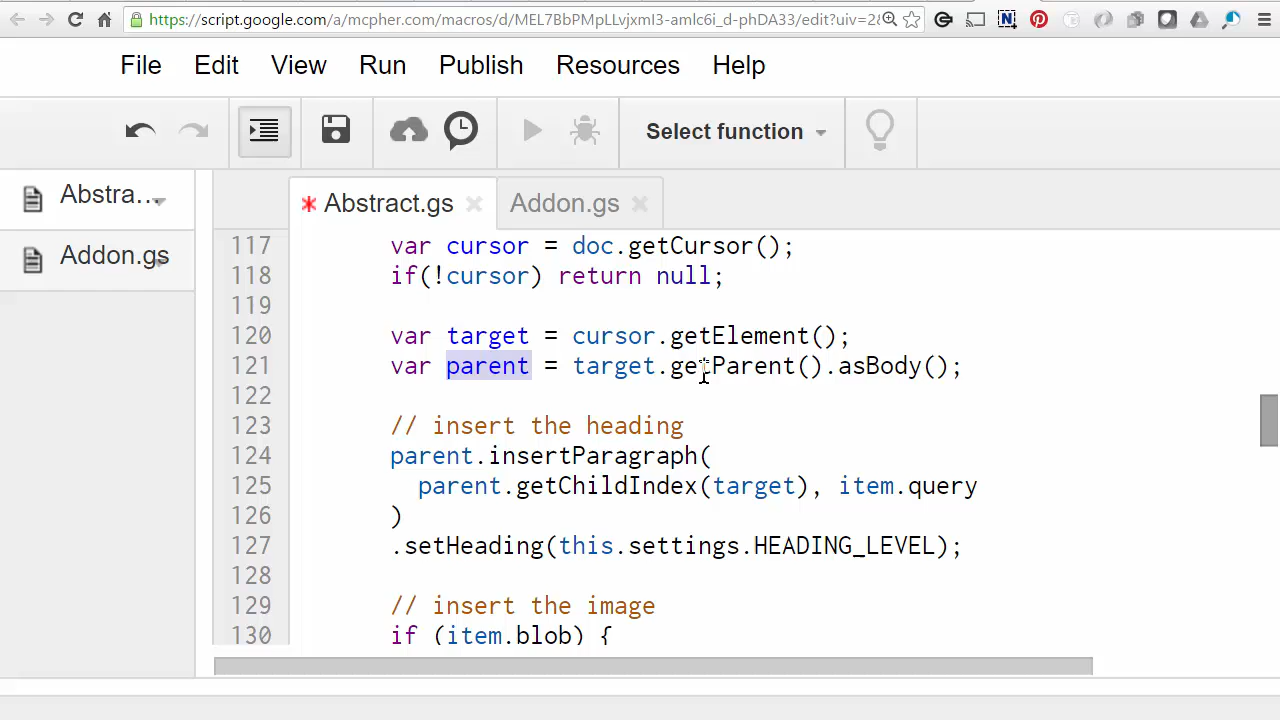 https://script.google.com/a/mcpher.com/macros/d/MEL7BDPMpLLvjxmI3-amlc6i_d-phDA33/edit?uiv=2&
File Edit View Run Publish Resources Help
Select function
Abstra...
Addon.gs
* Abstract.gs
Addon.gs
117 var cursor = doc.getCursor();
118 if(!cursor) return null;
119
120 var target = cursor.getElement();
121 var parent = target.getParent().asBody();
122
123 // insert the heading
124 parent.insertParagraph(
125 parent.getChildIndex(target), item.query
126 )
127 .setHeading(this.settings.HEADING_LEVEL);
128
129 // insert the image
130 if (item.blob) {